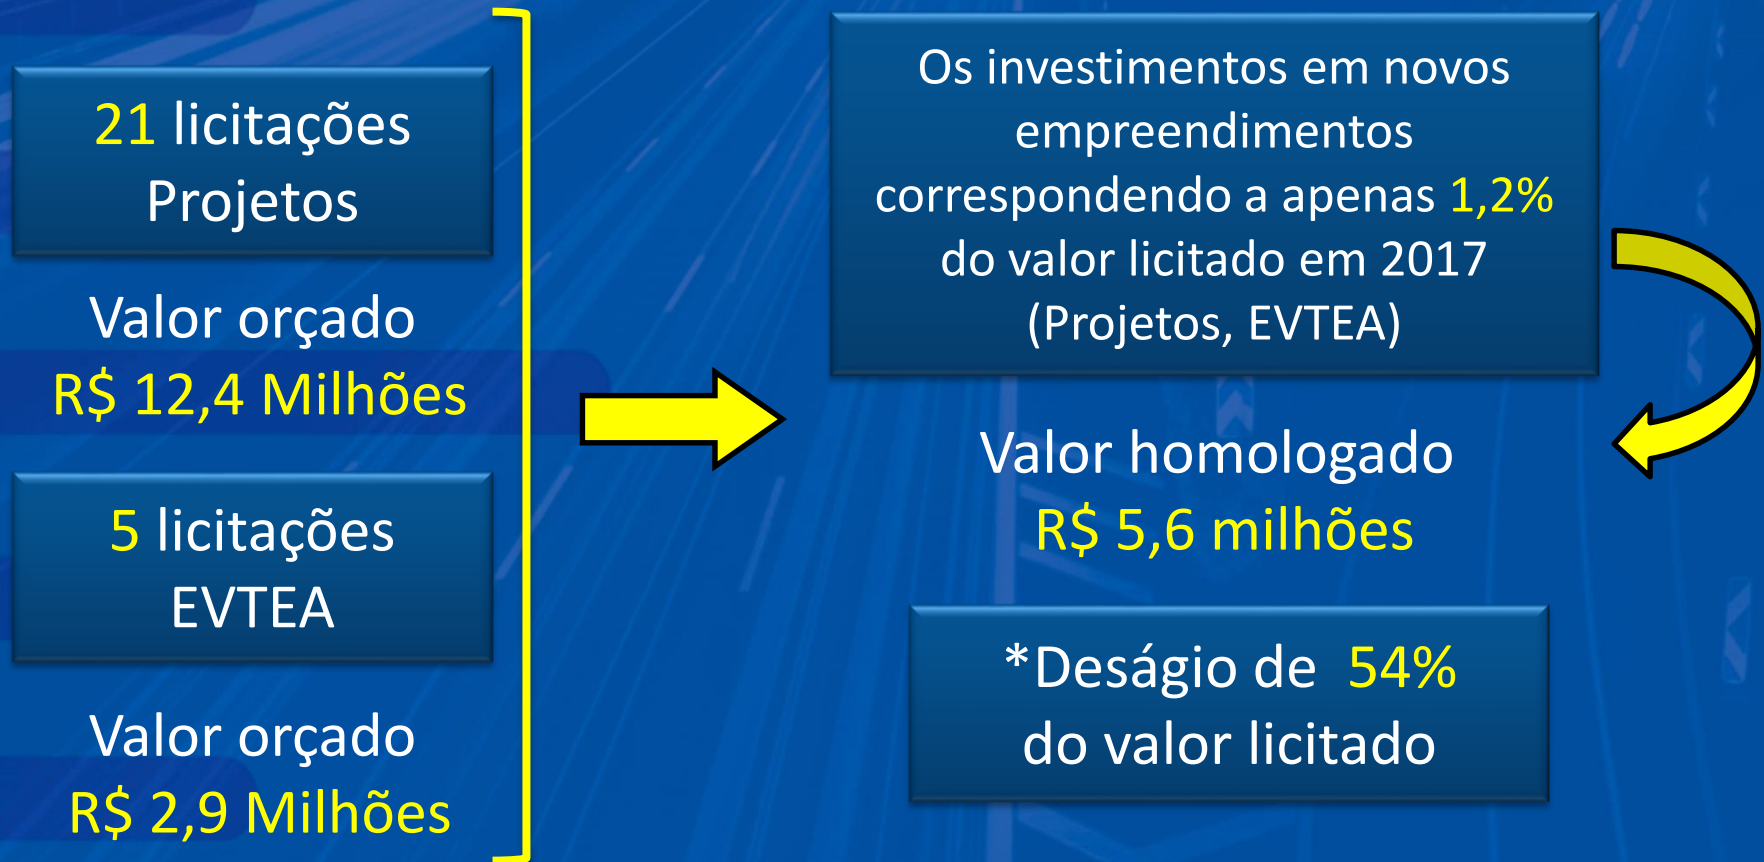 21 licitações
Projetos
Valor orçado
R$ 12,4 Milhões
5 licitações
EVTEA
Valor orçado
R$ 2,9 Milhões
Os investimentos em novos
empreendimentos
correspondendo a apenas 1,2%
do valor licitado em 2017
(Projetos, EVTEA)
Valor homologado
R$ 5,6 milhões
*Deságio de 54%
do valor licitado